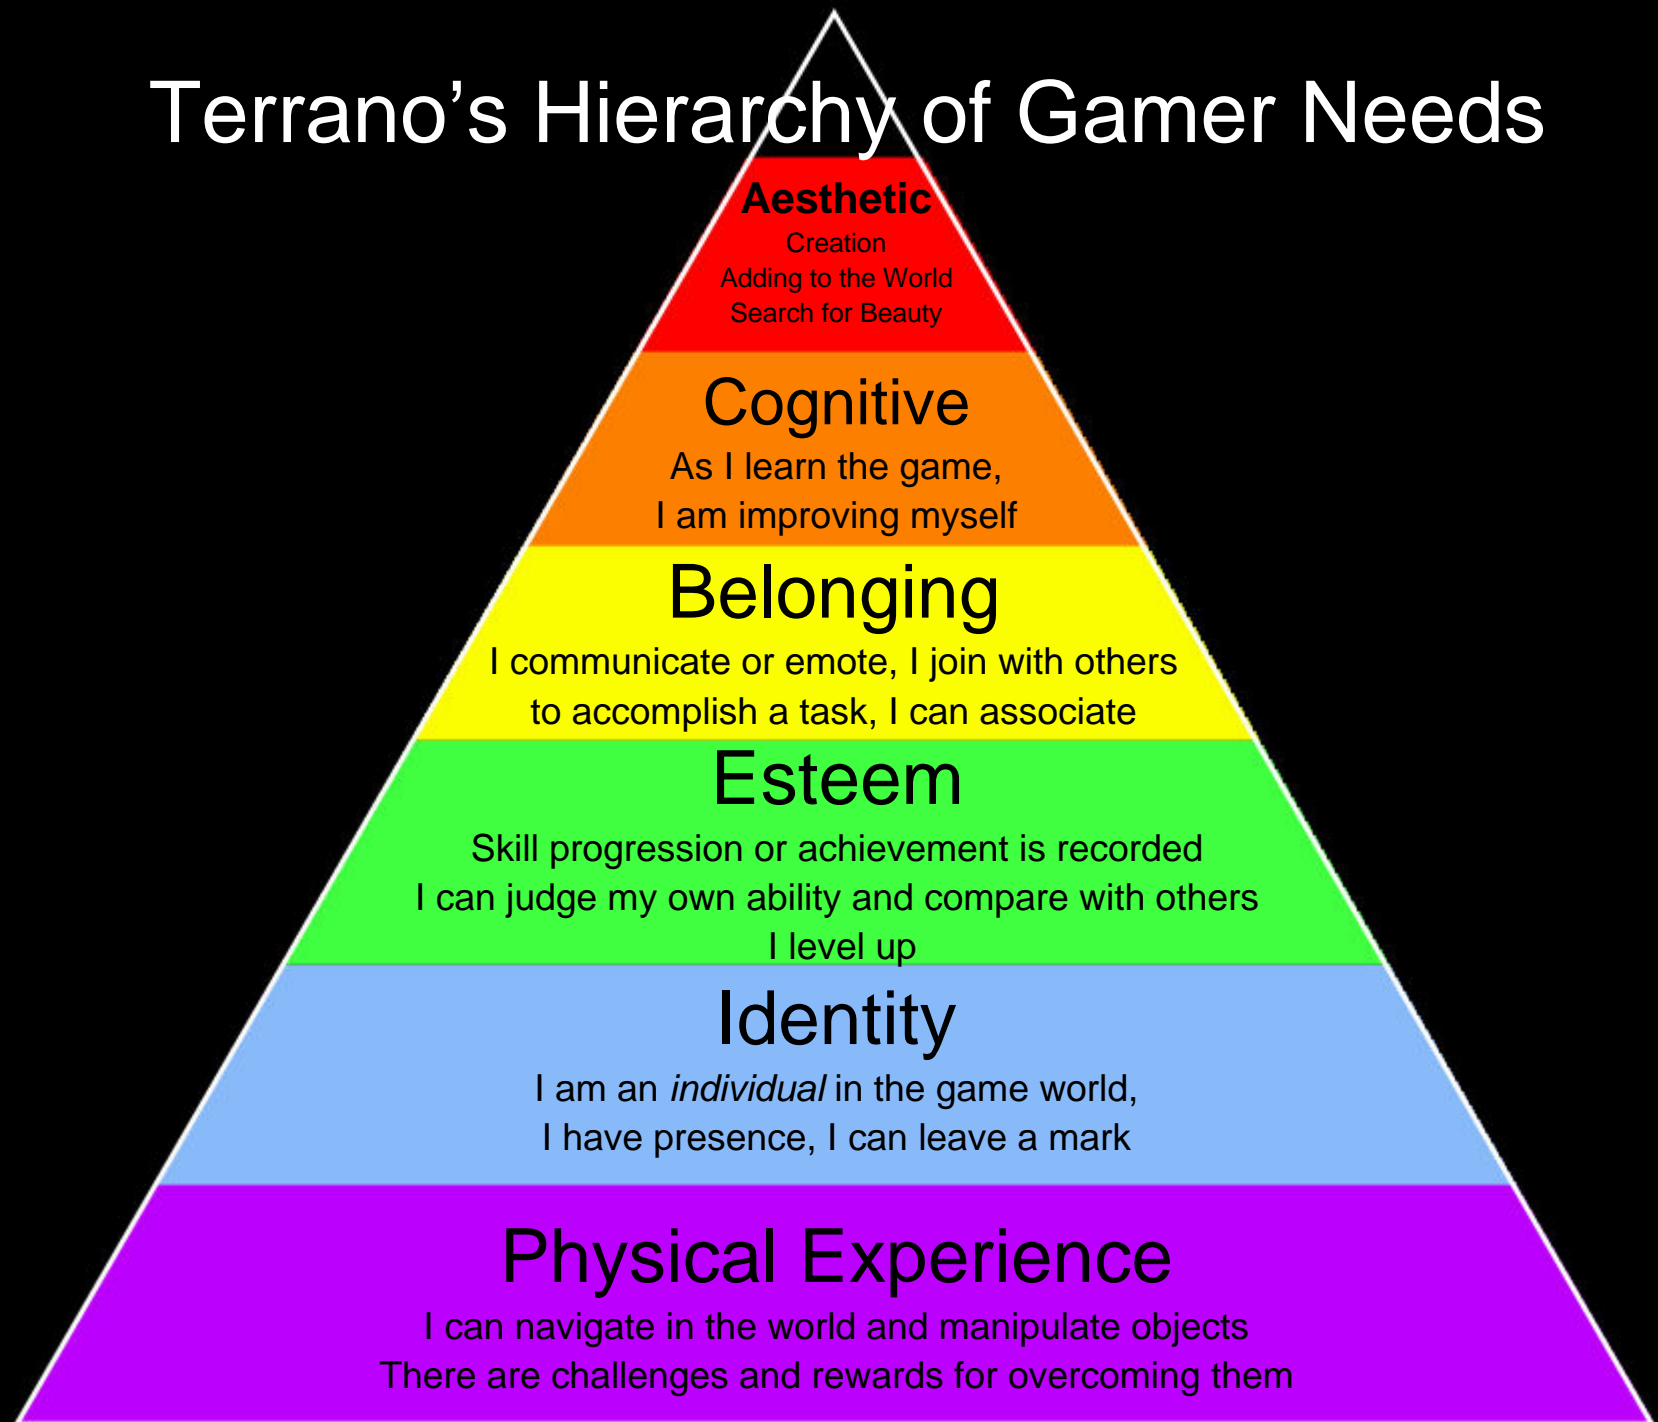 Terrano’s Hierarchy of Gamer Needs
Aesthetic
Creation
Adding to the World
Search for Beauty
Cognitive
As I learn the game,
I am improving myself
Belonging
I communicate or emote, I join with others
to accomplish a task, I can associate
Esteem
Skill progression or achievement is recorded
I can judge my own ability and compare with others
I level up
Identity
I am an individual in the game world,
I have presence, I can leave a mark
Physical Experience
I can navigate in the world and manipulate objects
There are challenges and rewards for overcoming them